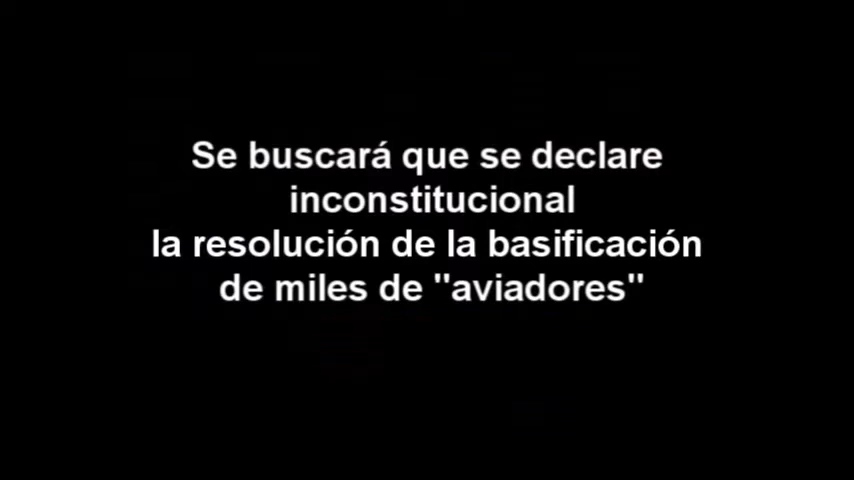 Se buscará que se declare
inconstitucional
la resolución de la basificación
de miles de "aviadores"